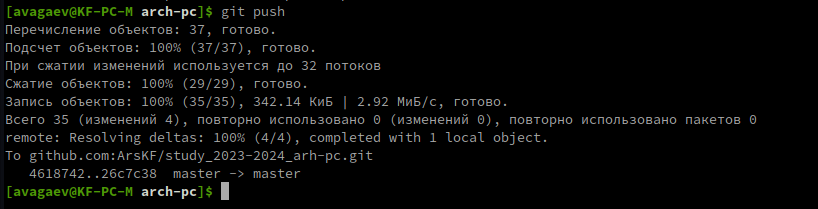 [avagaev@KF-PC-M arch-pc]$ git push
Перечисление объектов: 37, готово.
Подсчет объектов: 100% (37/37), готово.
При сжатии изменений используется до 32 потоков
Сжатие объектов: 100% (29/29), готово.
Запись объектов: 100% (35/35), 342.14 КиБ | 2.92 МиБ/с, готово.
Всего 35 (изменений 4), повторно использовано 0 (изменений 0), повторно использовано пакетов 0
remote: Resolving deltas: 100% (4/4), completed with 1 local object.
To github.com:ArsKF/study_2023-2024_arh-pc.git
   4618742..26c7c38  master -> master
[avagaev@KF-PC-M arch-pc]$